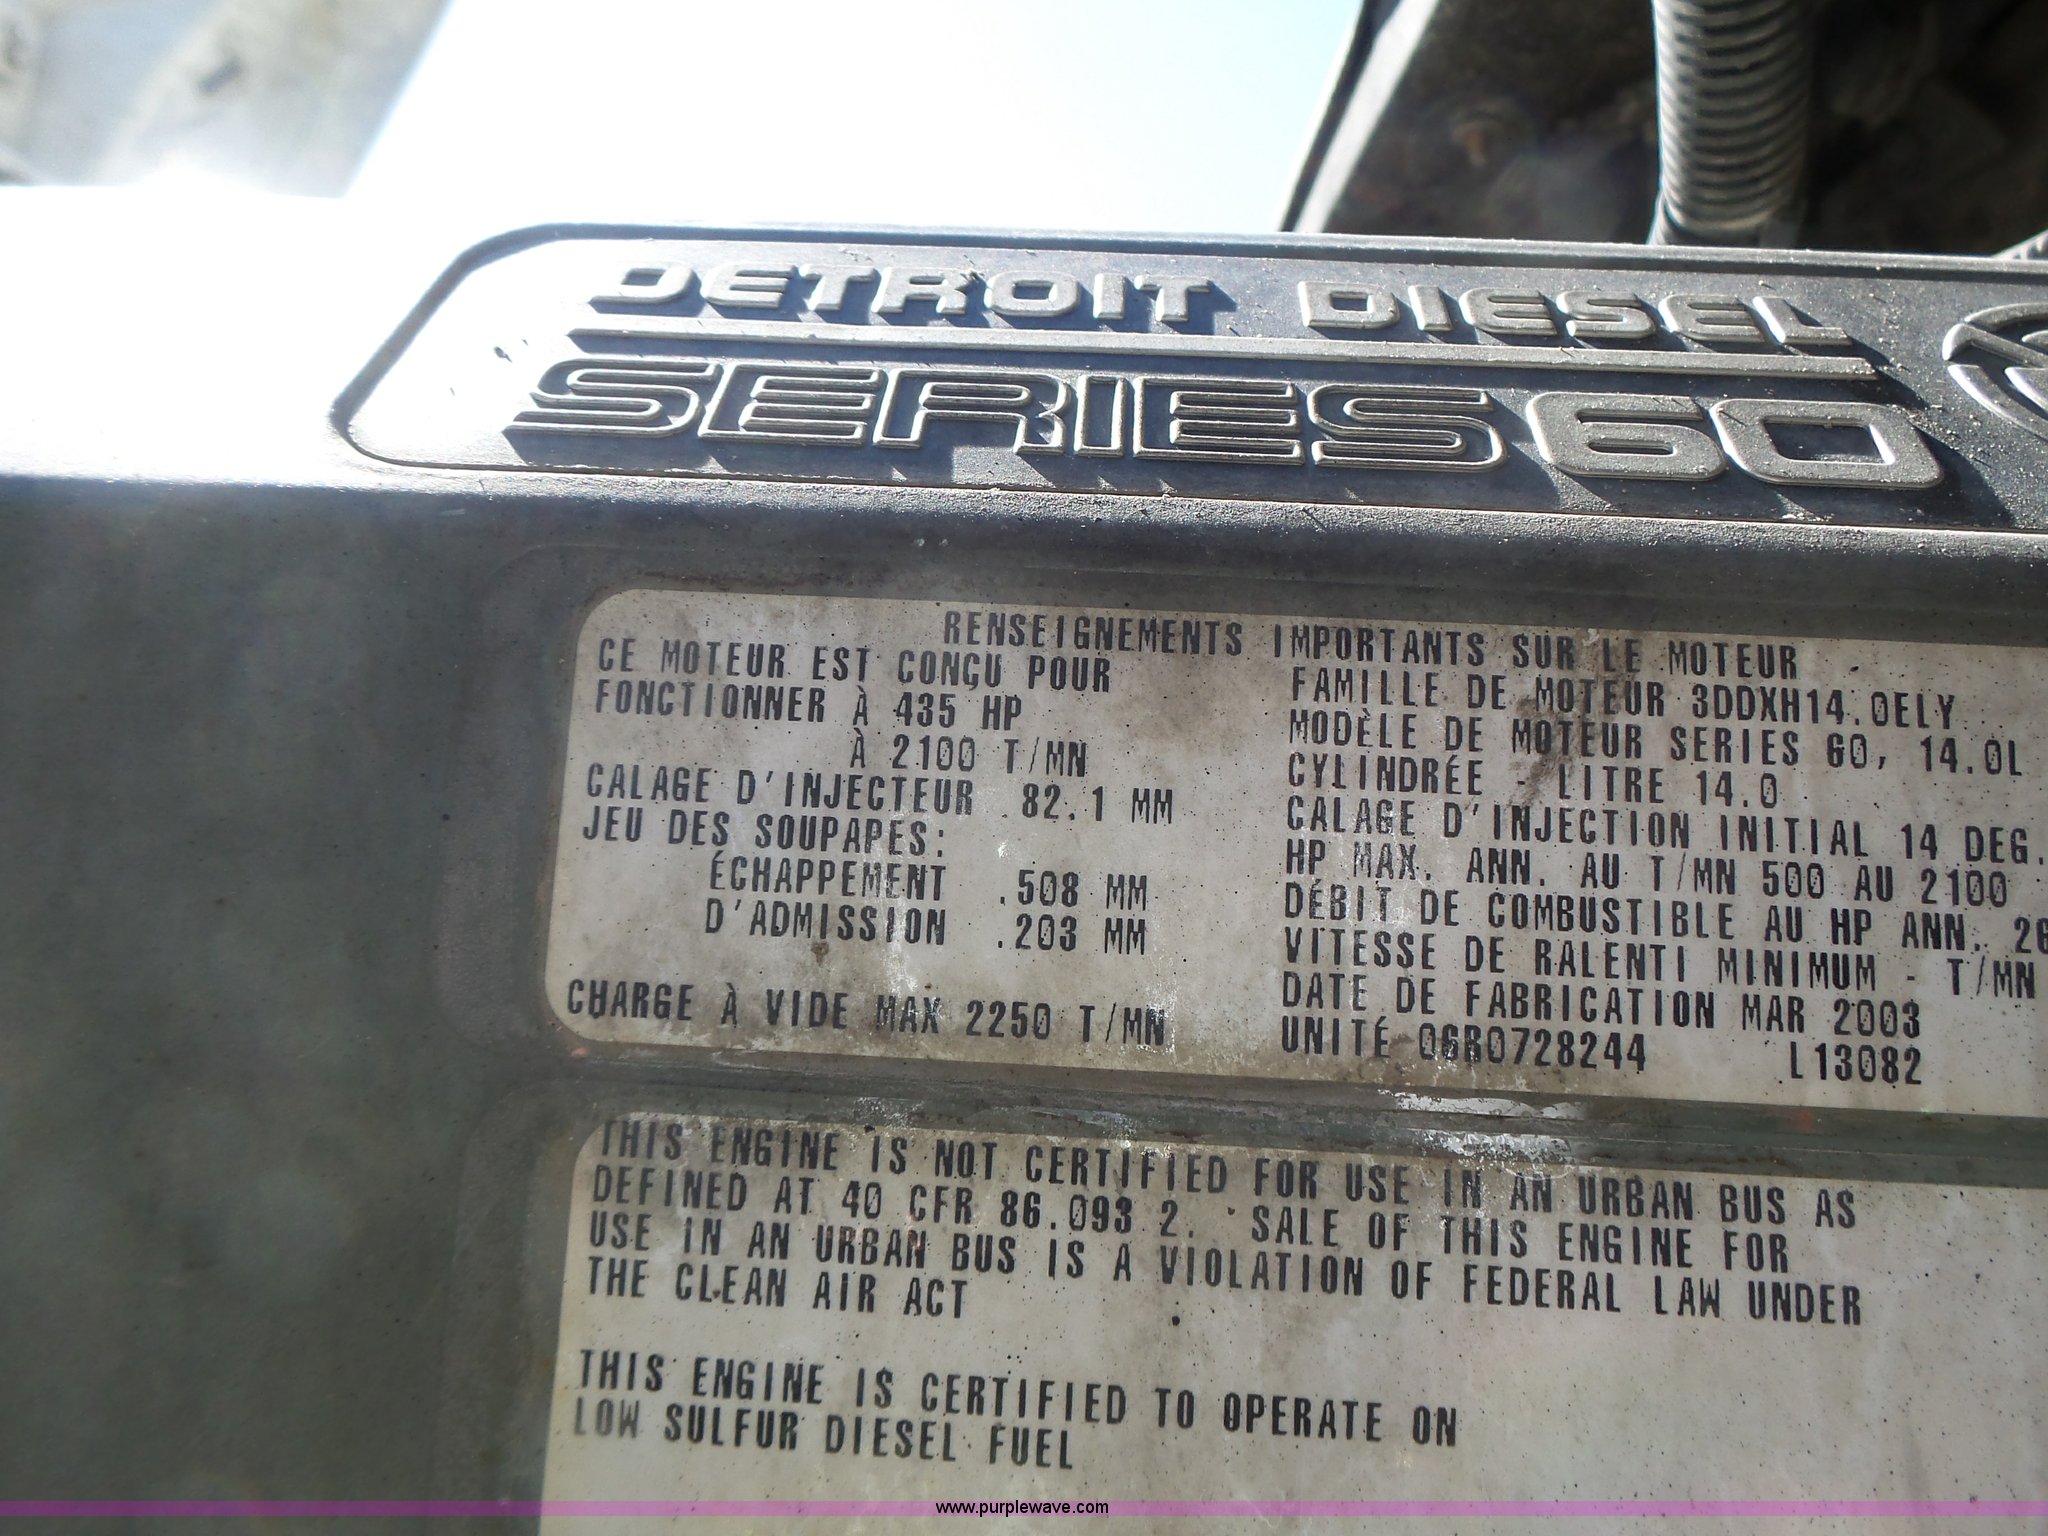 DETROIT DIESEL
SERIES 60
RENSEIGNEMENTS IMPORTANTS SUR LE MOTEUR
CE MOTEUR EST CONÇU POUR
FONCTIONNER À 435 HP
À 2100 T/MN
CALAGE D'INJECTEUR 82.1 MM
JEU DES SOUPAPES:
ÉCHAPPEMENT .508 MM
D'ADMISSION .203 MM
CHARGE À VIDE MAX 2250 T/MN
FAMILLE DE MOTEUR 3DDXH14.0ELY
MODÈLE DE MOTEUR SERIES 60, 14.0L
CYLINDRÉE - LITRE 14.0
CALAGE D'INJECTION INITIAL 14 DEG.
HP MAX. ANN. AU T/MN 500 AU 2100
DÉBIT DE COMBUSTIBLE AU HP ANN.
VITESSE DE RALENTI MINIMUM - T/MN
DATE DE FABRICATION MAR 2003
UNITÉ 06R0728244 L13082
THIS ENGINE IS NOT CERTIFIED FOR USE IN AN URBAN BUS AS
DEFINED AT 40 CFR 86.093 2. SALE OF THIS ENGINE FOR
USE IN AN URBAN BUS IS A VIOLATION OF FEDERAL LAW UNDER
THE CLEAN AIR ACT
THIS ENGINE IS CERTIFIED TO OPERATE ON
LOW SULFUR DIESEL FUEL
www.purplewave.com